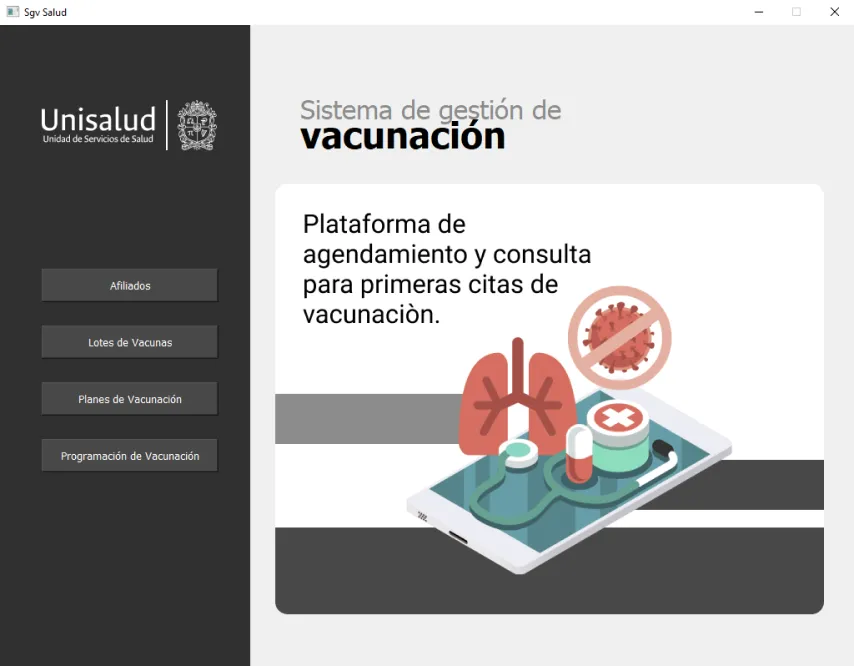 Sgv Salud
Unisalud
Unidad de Servicios de Salud
Afiliados
Lotes de Vacunas
Planes de Vacunación
Programación de Vacunación
Sistema de gestión de
vacunación
Plataforma de
agendamiento y consulta
para primeras citas de
vacunaciòn.